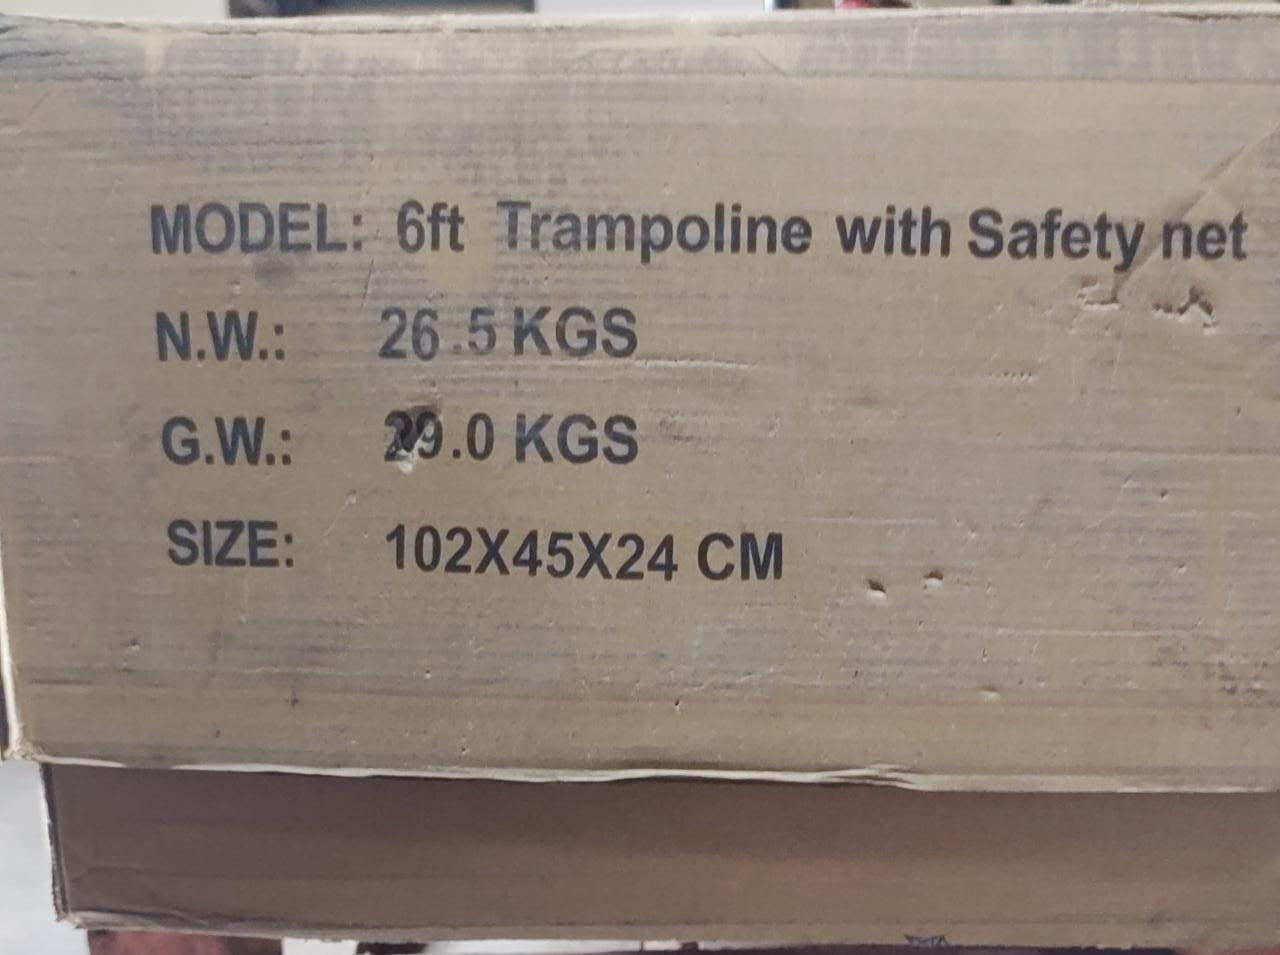 MODEL: 6ft Trampoline with Safety net
N.W.: 26.5 KGS
G.W.: 29.0 KGS
SIZE: 102X45X24 CM